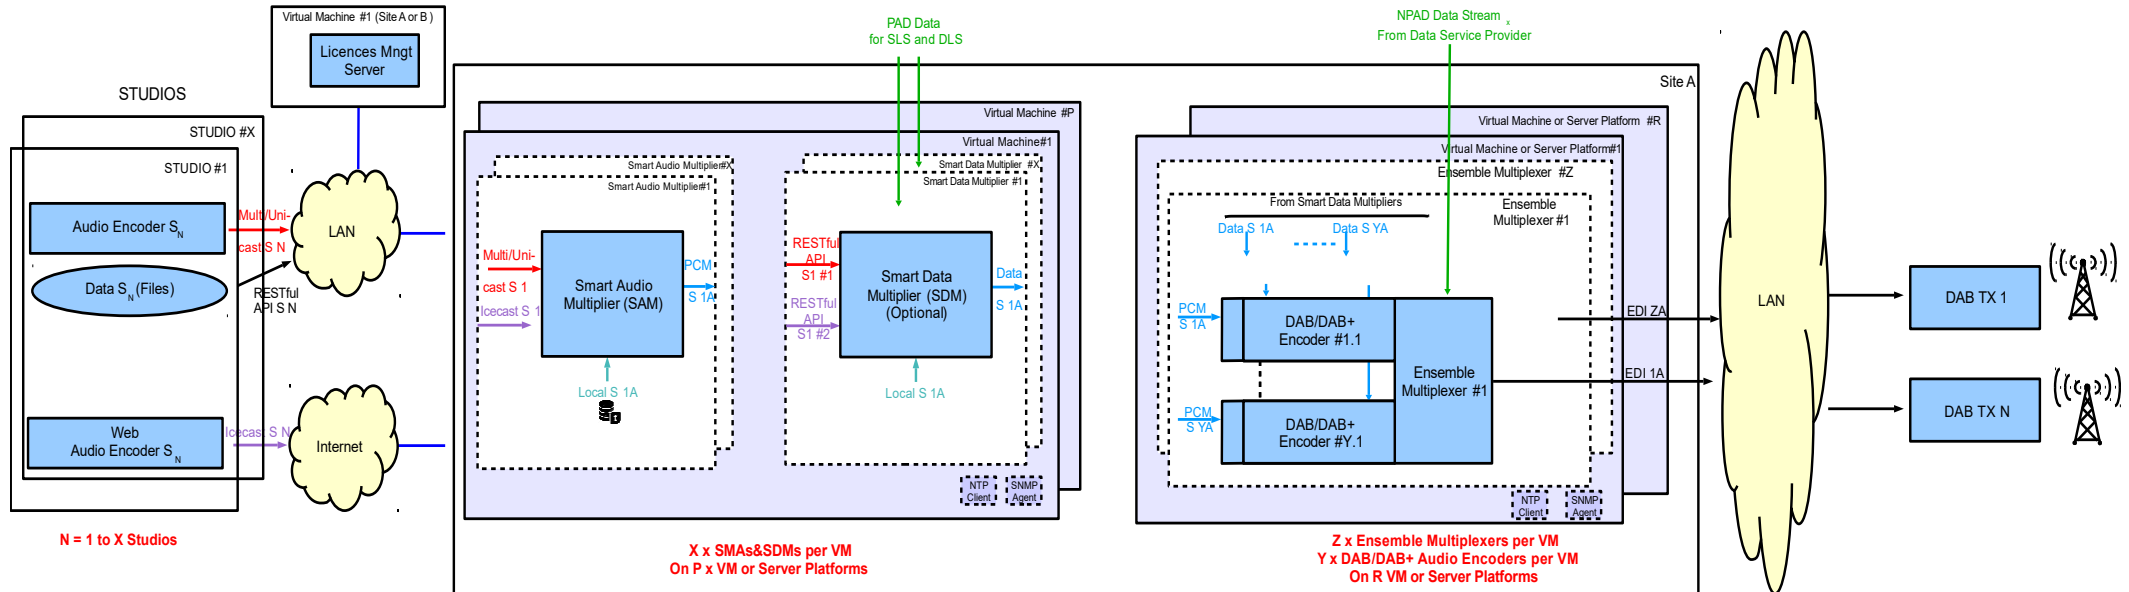 Virtual Machine #1 (Site A or B )
Licences Mngt
Server
STUDIOS
STUDIO #X
STUDIO #1
Audio Encoder S N
Data S N (Files)
Web
Audio Encoder S N
Multi/Uni-
cast S N
RESTful
API S N
Icecast S N
LAN
Internet
N = 1 to X Studios
PAD Data
for SLS and DLS
NPAD Data Stream x
From Data Service Provider
Site A
Virtual Machine #P
Virtual Machine#1
Smart Audio Multiplier#X
Smart Audio Multiplier#1
Multi/Uni-
cast S 1
Icecast S 1
Smart Audio
Multiplier (SAM)
PCM
S 1A
Local S 1A
Smart Data Multiplier #X
Smart Data Multiplier #1
RESTful
API
S1 #1
RESTful
API
S1 #2
Smart Data
Multiplier (SDM)
(Optional)
Data
S 1A
Local S 1A
NTP
Client
SNMP
Agent
X x SMAs&SDMs per VM
On P x VM or Server Platforms
Virtual Machine or Server Platform #R
Virtual Machine or Server Platform#1
Ensemble Multiplexer #Z
Ensemble
Multiplexer #1
From Smart Data Multipliers
Data S 1A
Data S YA
PCM
S 1A
DAB/DAB+
Encoder #1.1
PCM
S YA
DAB/DAB+
Encoder #Y.1
Ensemble
Multiplexer #1
NTP
Client
SNMP
Agent
EDI ZA
EDI 1A
Z x Ensemble Multiplexers per VM
Y x DAB/DAB+ Audio Encoders per VM
On R VM or Server Platforms
LAN
DAB TX 1
DAB TX N